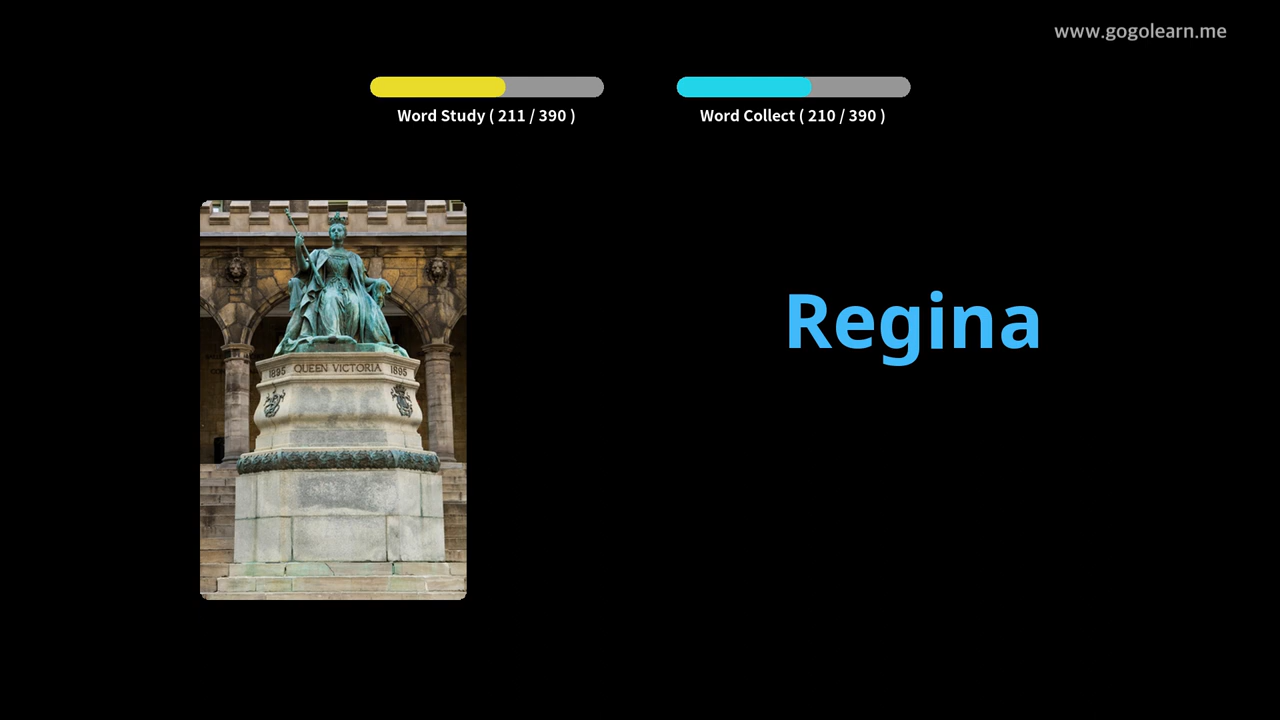 www.gogolearn.me
Word Study ( 211 / 390 )
Word Collect ( 210 / 390 )
Regina
1895 QUEEN VICTORIA 1895